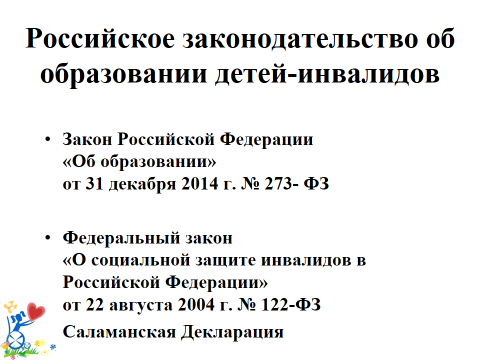 Российское законодательство об
образовании детей-инвалидов
• Закон Российской Федерации
«Об образовании»
от 31 декабря 2014 г. № 273- ФЗ
• Федеральный закон
«О социальной защите инвалидов в
Российской Федерации»
от 22 августа 2004 г. № 122-ФЗ
Саламанская Декларация